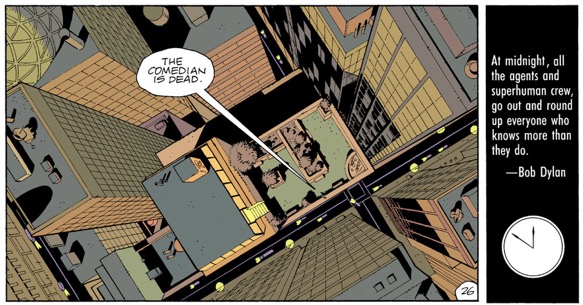 THE
COMEDIAN
IS DEAD.
26
At midnight, all
the agents and
superhuman crew,
go out and round
up everyone who
knows more than
they do.
—Bob Dylan